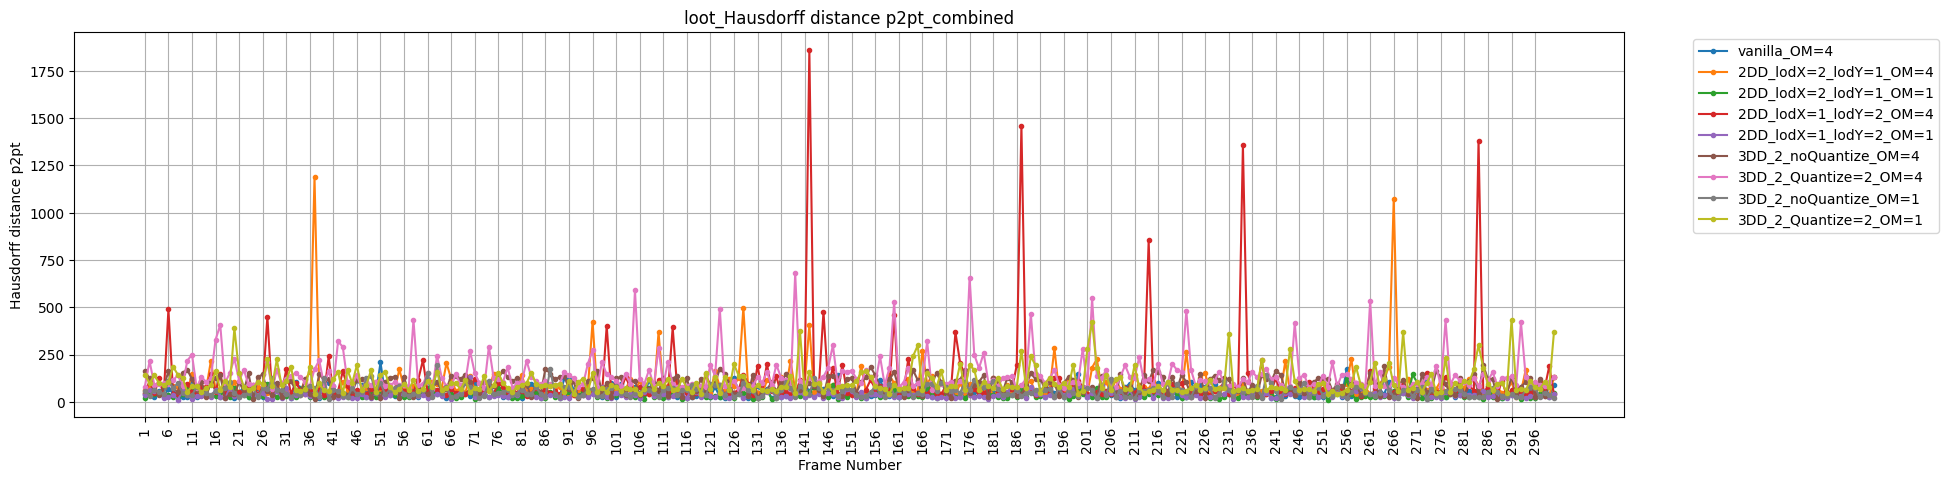 loot_Hausdorff distance p2pt_combined
Hausdorff distance p2pt
1750
1500
1250
1000
750
500
250
0
1 6 11 16 21 26 31 36 41 46 51 56 61 66 71 76 81 86 91 96 101 106 111 116 121 126 131 136 141 146 151 156 161 166 171 176 181 186 191 196 201 206 211 216 221 226 231 236 241 246 251 256 261 266 271 276 281 286 291 296
Frame Number
vanilla_OM=4
2DD_lodX=2_lodY=1_OM=4
2DD_lodX=2_lodY=1_OM=1
2DD_lodX=1_lodY=2_OM=4
2DD_lodX=1_lodY=2_OM=1
3DD_2_noQuantize_OM=4
3DD_2_Quantize=2_OM=4
3DD_2_noQuantize_OM=1
3DD_2_Quantize=2_OM=1